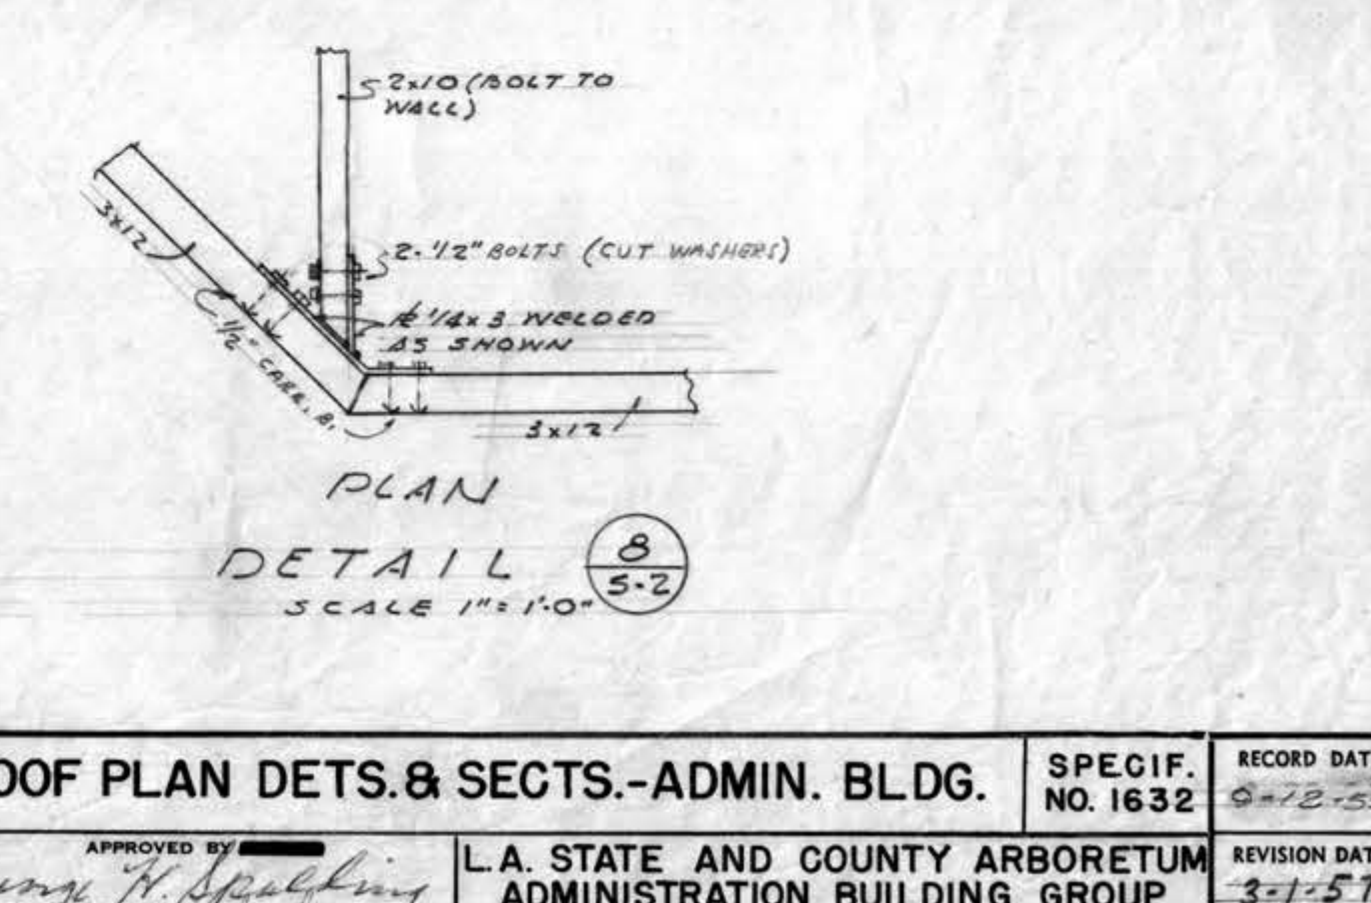 2x10 (BOLT TO
WALL)
3x12
2-1/2" BOLTS (CUT WASHERS)
1/2" CARR. B.
℄ 1/4x3 WELDED
AS SHOWN
3x12
PLAN
DETAIL
8
S-2
SCALE 1"=1'-0"
OOF PLAN DETS.& SECTS.-ADMIN. BLDG.
SPECIF.
NO. 1632
RECORD DAT
APPROVED BY
H. Spalding
L.A. STATE AND COUNTY ARBORETUM
ADMINISTRATION BUILDING GROUP
REVISION DAT
3-1-57